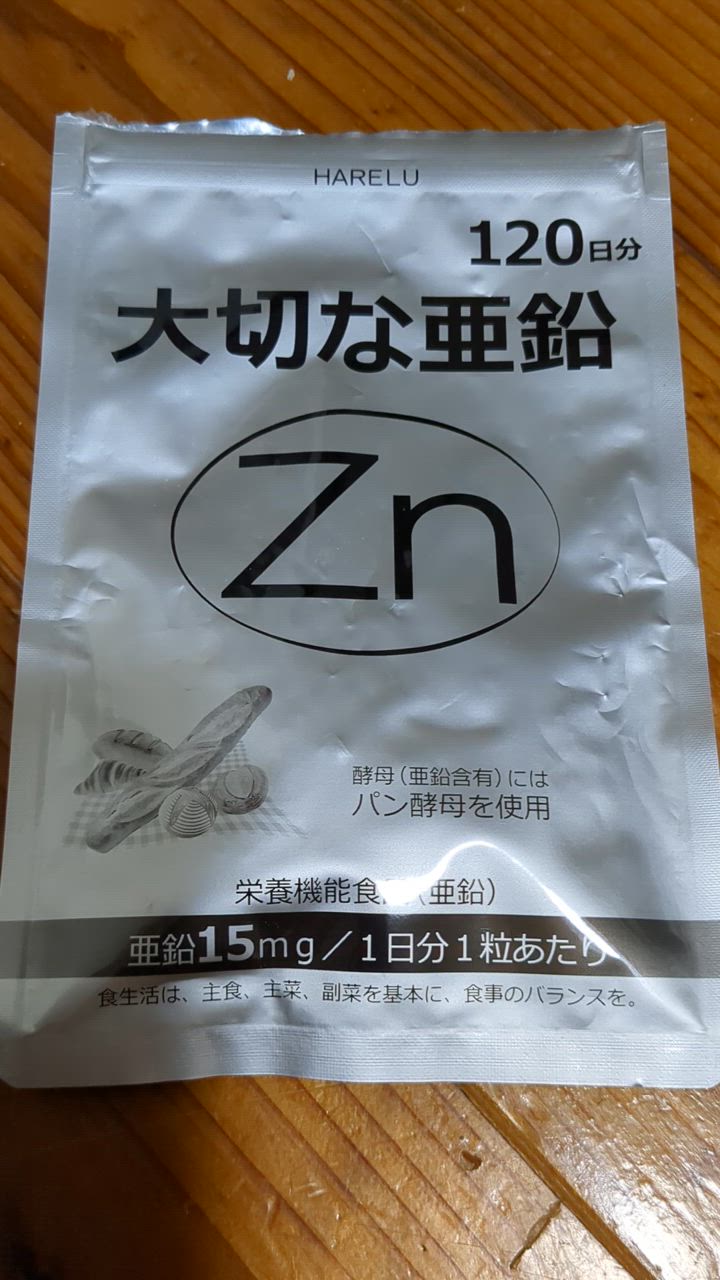 HARELU
120日分
大切な亜鉛
Zn
酵母(亜鉛含有)には
パン酵母を使用
栄養機能食品(亜鉛)
亜鉛15mg/1日分1粒あたり
食生活は、主食、主菜、副菜を基本に、食事のバランスを。